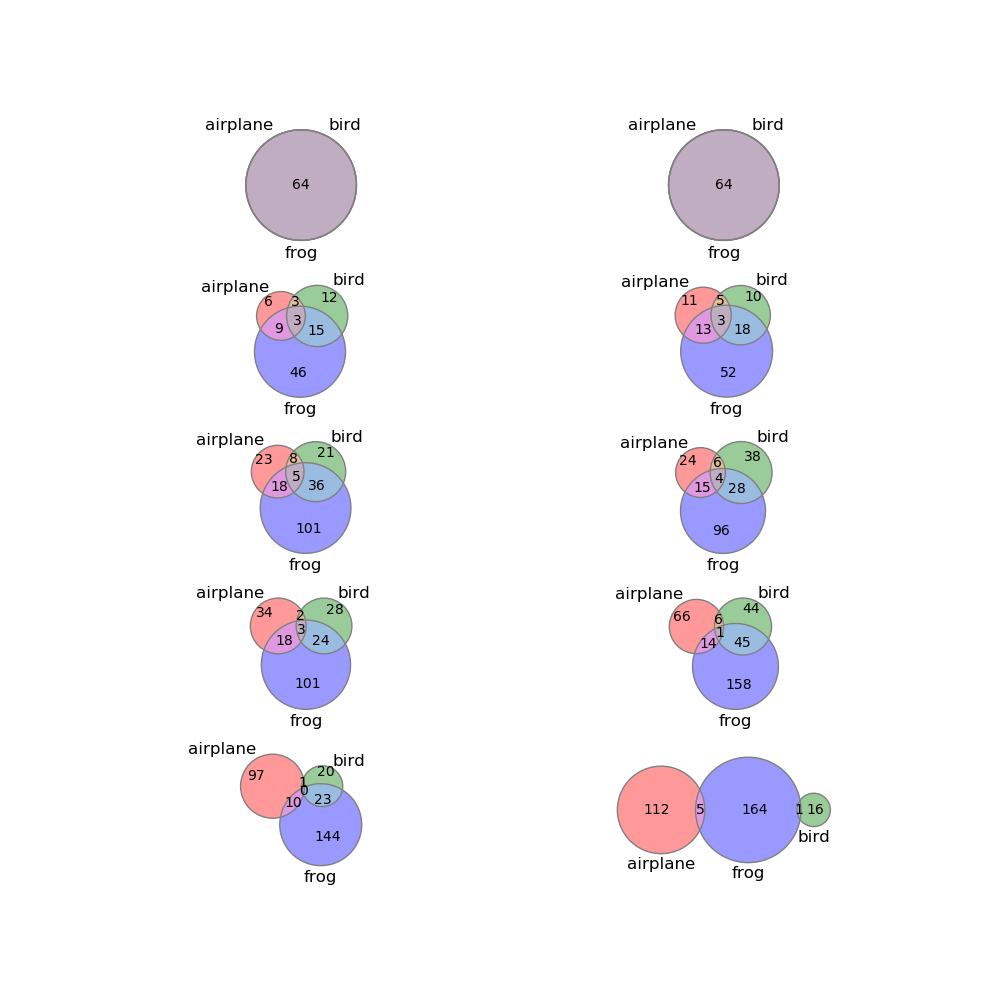 airplane bird
64
frog
airplane bird
64
frog
airplane bird
6 3 12
3
9 15
46
frog
airplane bird
11 5 10
3
13 18
52
frog
airplane bird
23 8 21
5
18 36
101
frog
airplane bird
24 6 38
4
15 28
96
frog
airplane bird
34 2 28
3
18 24
101
frog
airplane bird
66 6 44
1
14 45
158
frog
airplane bird
97 1 20
0
10 23
144
frog
112 5 164 1 16
bird
airplane
frog